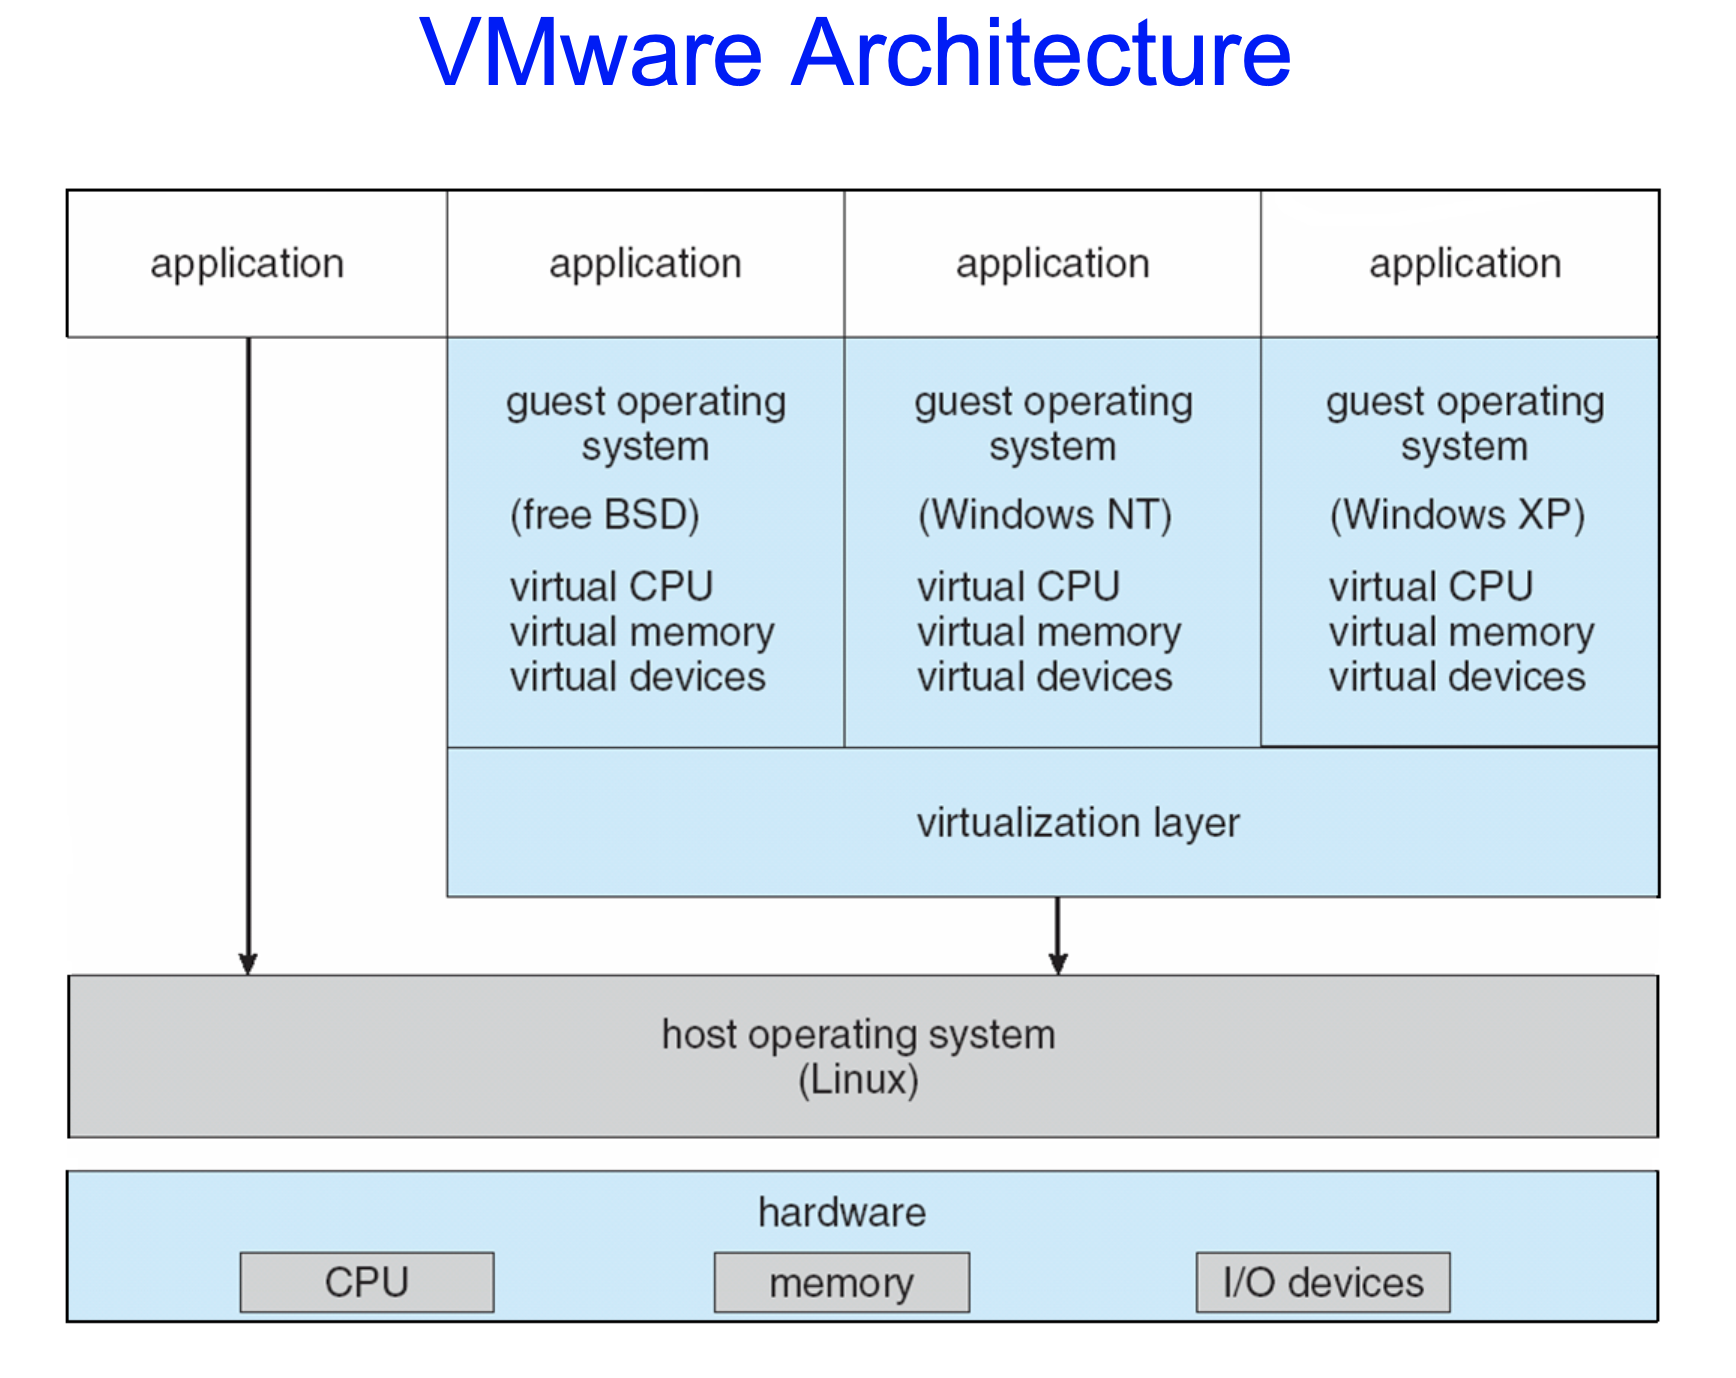 VMware Architecture
application
application
application
application
guest operating
system
(free BSD)
virtual CPU
virtual memory
virtual devices
guest operating
system
(Windows NT)
virtual CPU
virtual memory
virtual devices
guest operating
system
(Windows XP)
virtual CPU
virtual memory
virtual devices
virtualization layer
host operating system
(Linux)
hardware
CPU
memory
I/O devices